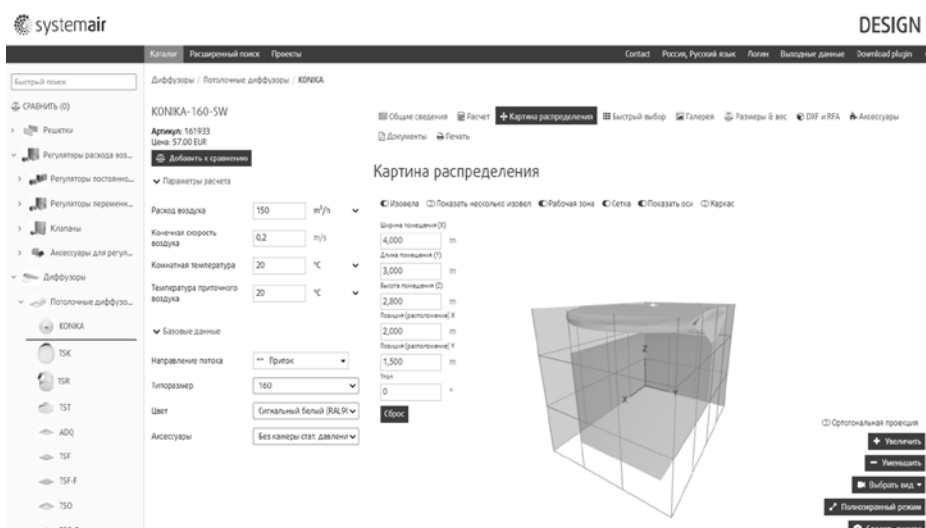 systemair
DESIGN
Каталог Расширенный поиск Проекты Contact Россия, Русский язык Логин Выходные данные Download plugin
Быстрый поиск
СРАВНИТЬ (0)
Решетки
Регуляторы расхода воз...
Регуляторы постоянно...
Регуляторы переменн...
Клапаны
Аксессуары для регул...
Диффузоры
Потолочные диффузо...
KONIKA
TSK
TSR
TST
ADQ
TSF
TSF-F
TSO
Диффузоры / Потолочные диффузоры / KONIKA
KONIKA-160-SW
Артикул: 161933
Цена: 57.00 EUR
Добавить к сравнению
Параметры расчета
Расход воздуха 150 m³/h
Конечная скорость воздуха 0,2 m/s
Комнатная температура 20 °C
Температура приточного воздуха 20 °C
Базовые данные
Направление потока ** Приток
Типоразмер 160
Цвет Сигнальный белый (RAL90
Аксессуары Без камеры стат. давлени
Общие сведения Расчет Картина распределения Быстрый выбор Галерея Размеры & вес DXF и RFA Аксессуары
Документы Печать
Картина распределения
Изовела Показать несколько изовел Рабочая зона Сетка Показать оси Каркас
Ширина помещения (X)
4,000 m
Длина помещения (Y)
3,000 m
Высота помещения (Z)
2,800 m
Позиция (расположение) X
2,000 m
Позиция (расположение) Y
1,500 m
Угол
0 °
Сброс
Z
X
Y
Ортогональная проекция
Увеличить
Уменьшить
Выбрать вид
Полноэкранный режим